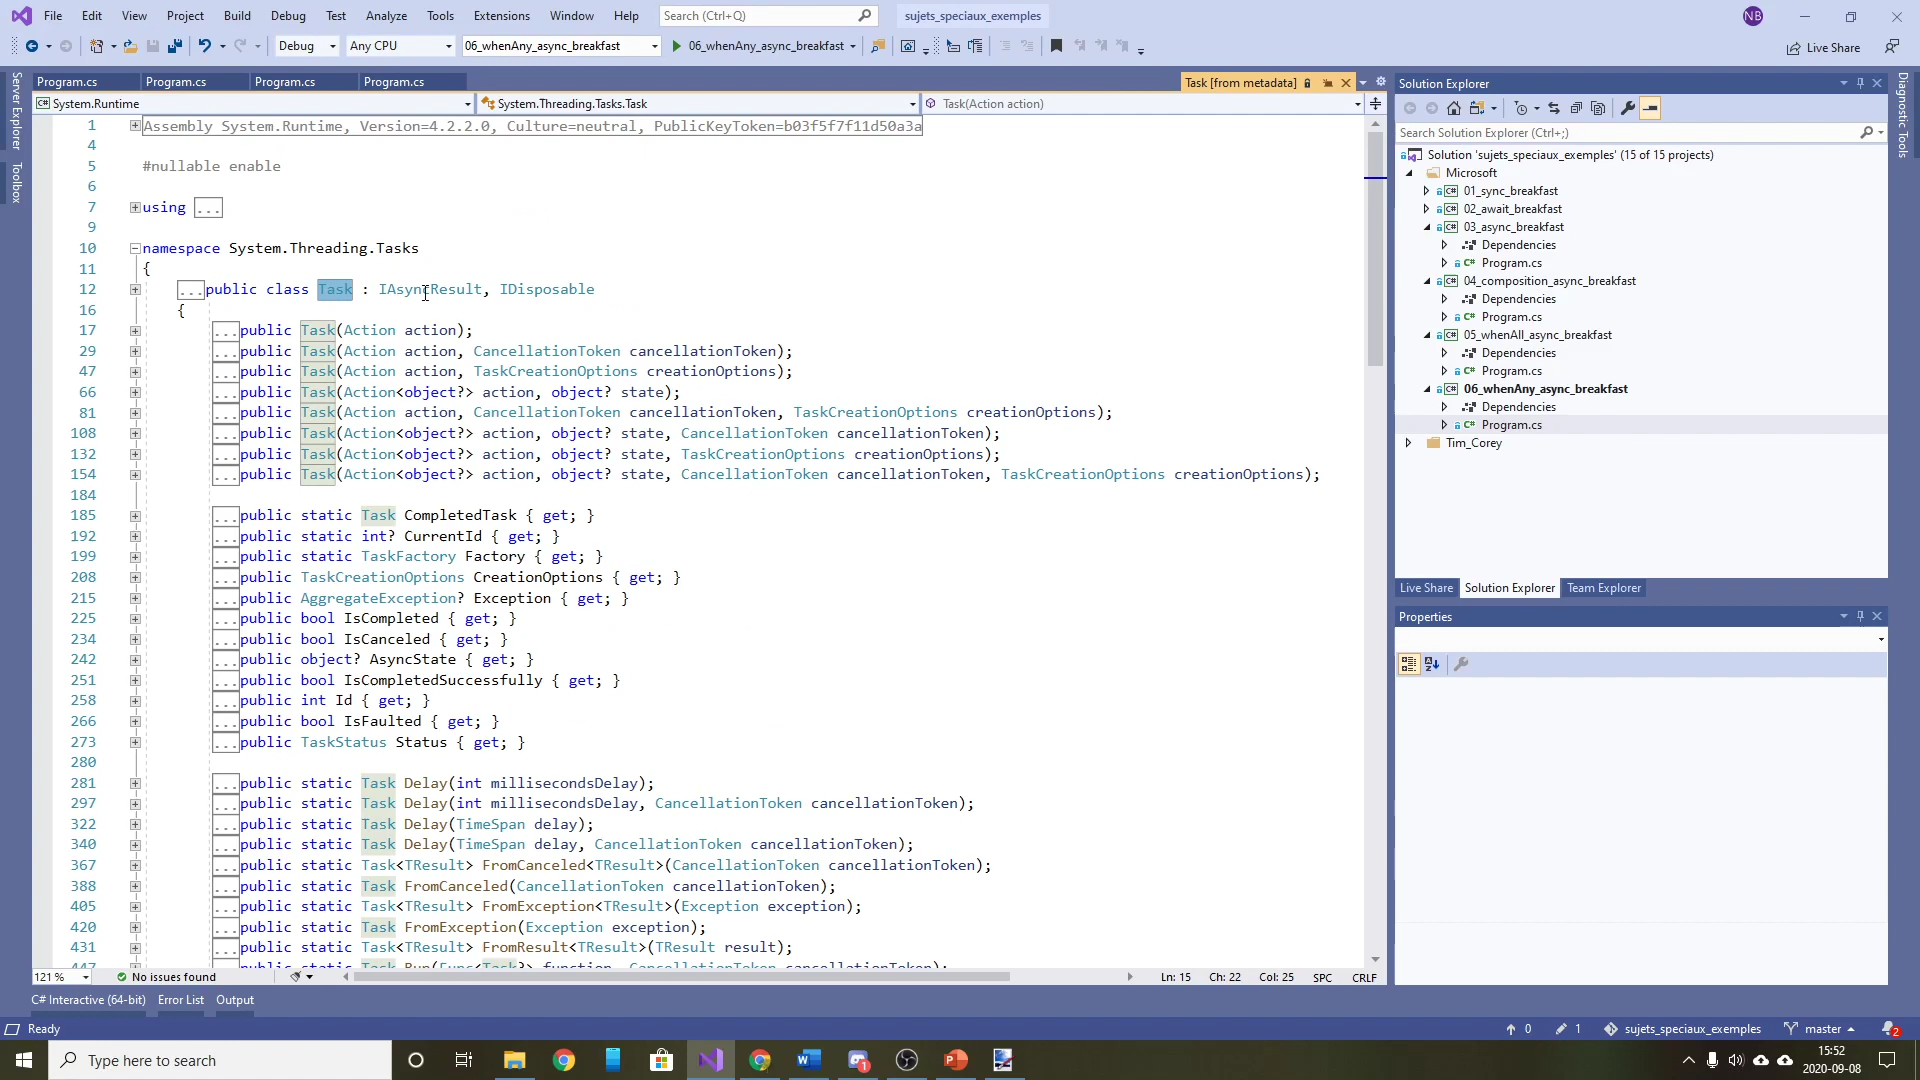 File Edit View Project Build Debug Test Analyze Tools Extensions Window Help Search (Ctrl+Q) sujets_speciaux_exemples NB
Debug Any CPU 06_whenAny_async_breakfast 06_whenAny_async_breakfast Live Share
Server Explorer
Toolbox
Program.cs Program.cs Program.cs Program.cs Task [from metadata]
C# System.Runtime System.Threading.Tasks.Task Task(Action action)
1 Assembly System.Runtime, Version=4.2.2.0, Culture=neutral, PublicKeyToken=b03f5f7f11d50a3a
4
5 #nullable enable
6
7 using ...
9
10 namespace System.Threading.Tasks
11 {
12 ...public class Task : IAsyncResult, IDisposable
16 {
17 ...public Task(Action action);
29 ...public Task(Action action, CancellationToken cancellationToken);
47 ...public Task(Action action, TaskCreationOptions creationOptions);
66 ...public Task(Action<object?> action, object? state);
81 ...public Task(Action action, CancellationToken cancellationToken, TaskCreationOptions creationOptions);
108 ...public Task(Action<object?> action, object? state, CancellationToken cancellationToken);
132 ...public Task(Action<object?> action, object? state, TaskCreationOptions creationOptions);
154 ...public Task(Action<object?> action, object? state, CancellationToken cancellationToken, TaskCreationOptions creationOptions);
184
185 ...public static Task CompletedTask { get; }
192 ...public static int? CurrentId { get; }
199 ...public static TaskFactory Factory { get; }
208 ...public TaskCreationOptions CreationOptions { get; }
215 ...public AggregateException? Exception { get; }
225 ...public bool IsCompleted { get; }
234 ...public bool IsCanceled { get; }
242 ...public object? AsyncState { get; }
251 ...public bool IsCompletedSuccessfully { get; }
258 ...public int Id { get; }
266 ...public bool IsFaulted { get; }
273 ...public TaskStatus Status { get; }
280
281 ...public static Task Delay(int millisecondsDelay);
297 ...public static Task Delay(int millisecondsDelay, CancellationToken cancellationToken);
322 ...public static Task Delay(TimeSpan delay);
340 ...public static Task Delay(TimeSpan delay, CancellationToken cancellationToken);
367 ...public static Task<TResult> FromCanceled<TResult>(CancellationToken cancellationToken);
388 ...public static Task FromCanceled(CancellationToken cancellationToken);
405 ...public static Task<TResult> FromException<TResult>(Exception exception);
420 ...public static Task FromException(Exception exception);
431 ...public static Task<TResult> FromResult<TResult>(TResult result);
447 ...public static Task Run(Func<Task?> function, CancellationToken cancellationToken);
121 % No issues found Ln: 15 Ch: 22 Col: 25 SPC CRLF
C# Interactive (64-bit) Error List Output
Solution Explorer
Search Solution Explorer (Ctrl+;)
Solution 'sujets_speciaux_exemples' (15 of 15 projects)
Microsoft
C# 01_sync_breakfast
C# 02_await_breakfast
C# 03_async_breakfast
Dependencies
C# Program.cs
C# 04_composition_async_breakfast
Dependencies
C# Program.cs
C# 05_whenAll_async_breakfast
Dependencies
C# Program.cs
C# 06_whenAny_async_breakfast
Dependencies
C# Program.cs
Tim_Corey
Live Share Solution Explorer Team Explorer
Properties
Diagnostic Tools
Ready 0 1 sujets_speciaux_exemples master 2
Type here to search 1 15:52
2020-09-08